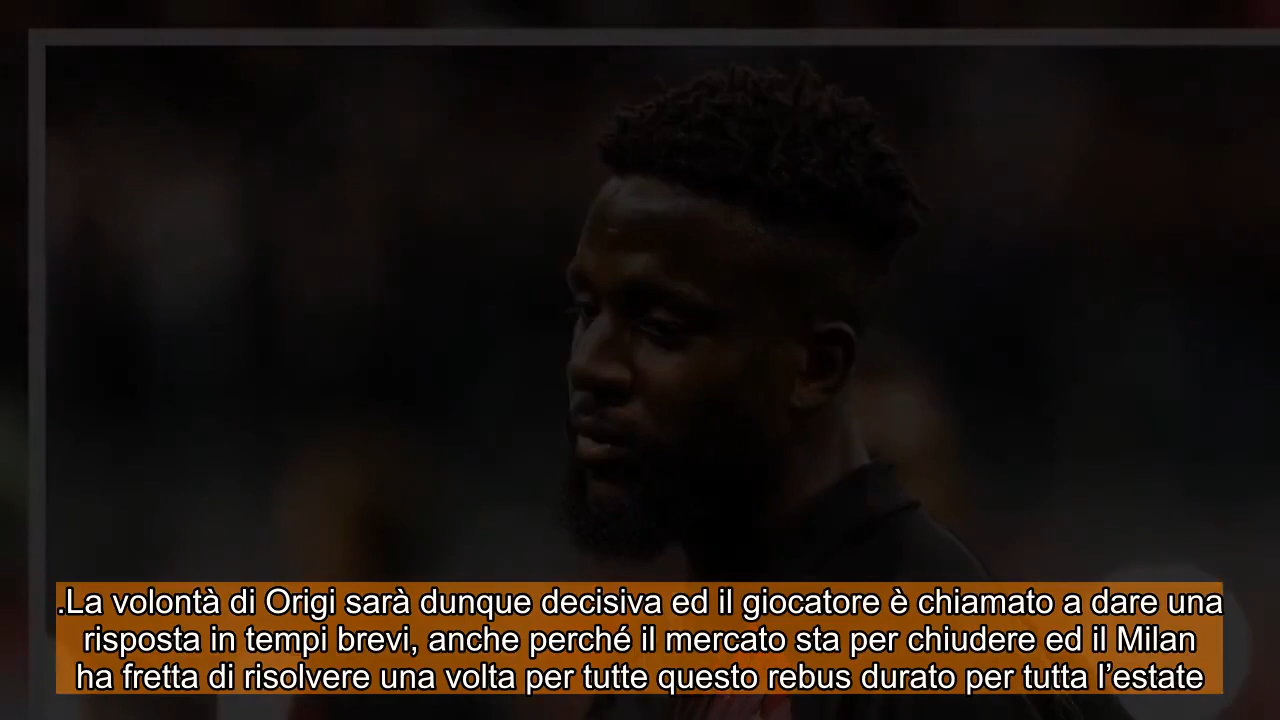 .La volontà di Origi sarà dunque decisiva ed il giocatore è chiamato a dare una
risposta in tempi brevi, anche perché il mercato sta per chiudere ed il Milan
ha fretta di risolvere una volta per tutte questo rebus durato per tutta l’estate